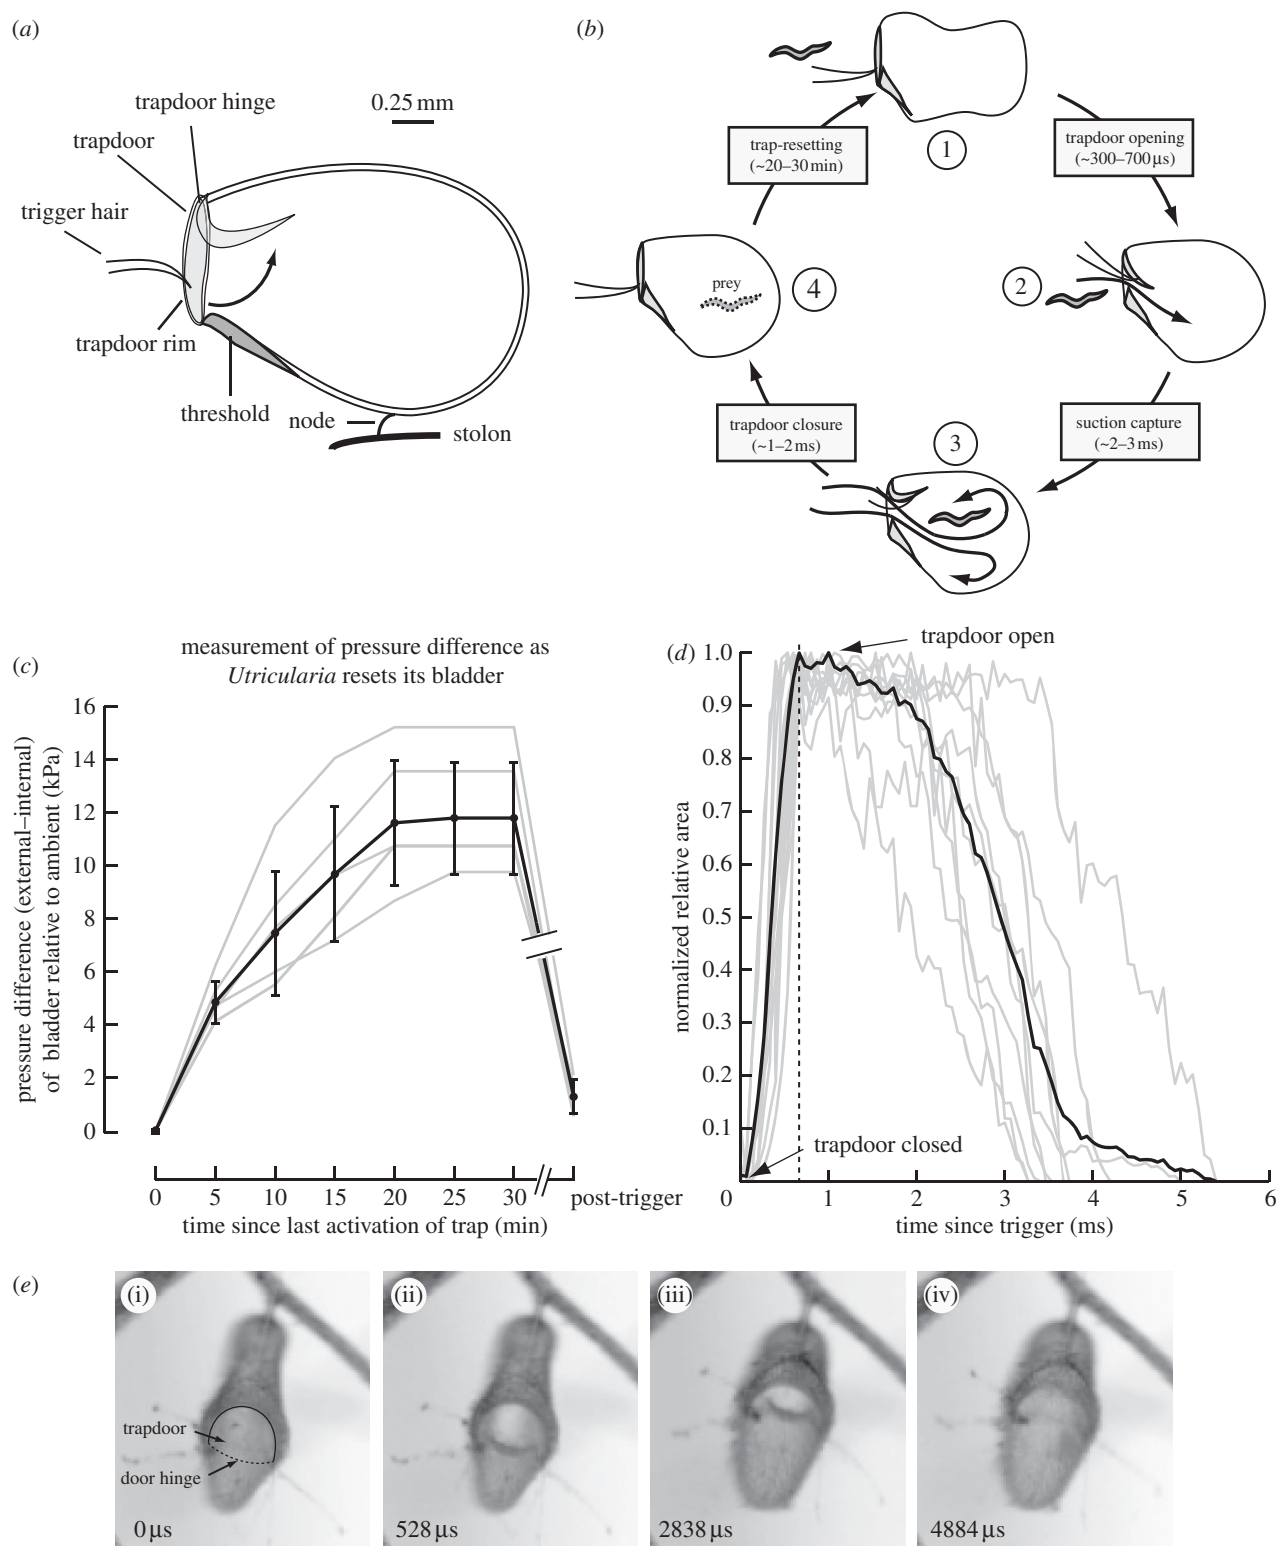 (a)
trapdoor hinge
0.25 mm
trapdoor
trigger hair
trapdoor rim
threshold
node
stolon
(b)
1
trapdoor opening
(~300–700 µs)
2
suction capture
(~2–3 ms)
3
trapdoor closure
(~1–2 ms)
prey
4
trap-resetting
(~20–30 min)
(c)
measurement of pressure difference as
Utricularia resets its bladder
pressure difference (external–internal)
of bladder relative to ambient (kPa)
16
14
12
10
8
6
4
2
0
0 5 10 15 20 25 30 post-trigger
time since last activation of trap (min)
(d)
trapdoor open
normalized relative area
1.0
0.9
0.8
0.7
0.6
0.5
0.4
0.3
0.2
0.1
trapdoor closed
0 1 2 3 4 5 6
time since trigger (ms)
(e)
(i)
trapdoor
door hinge
0 µs
(ii)
528 µs
(iii)
2838 µs
(iv)
4884 µs